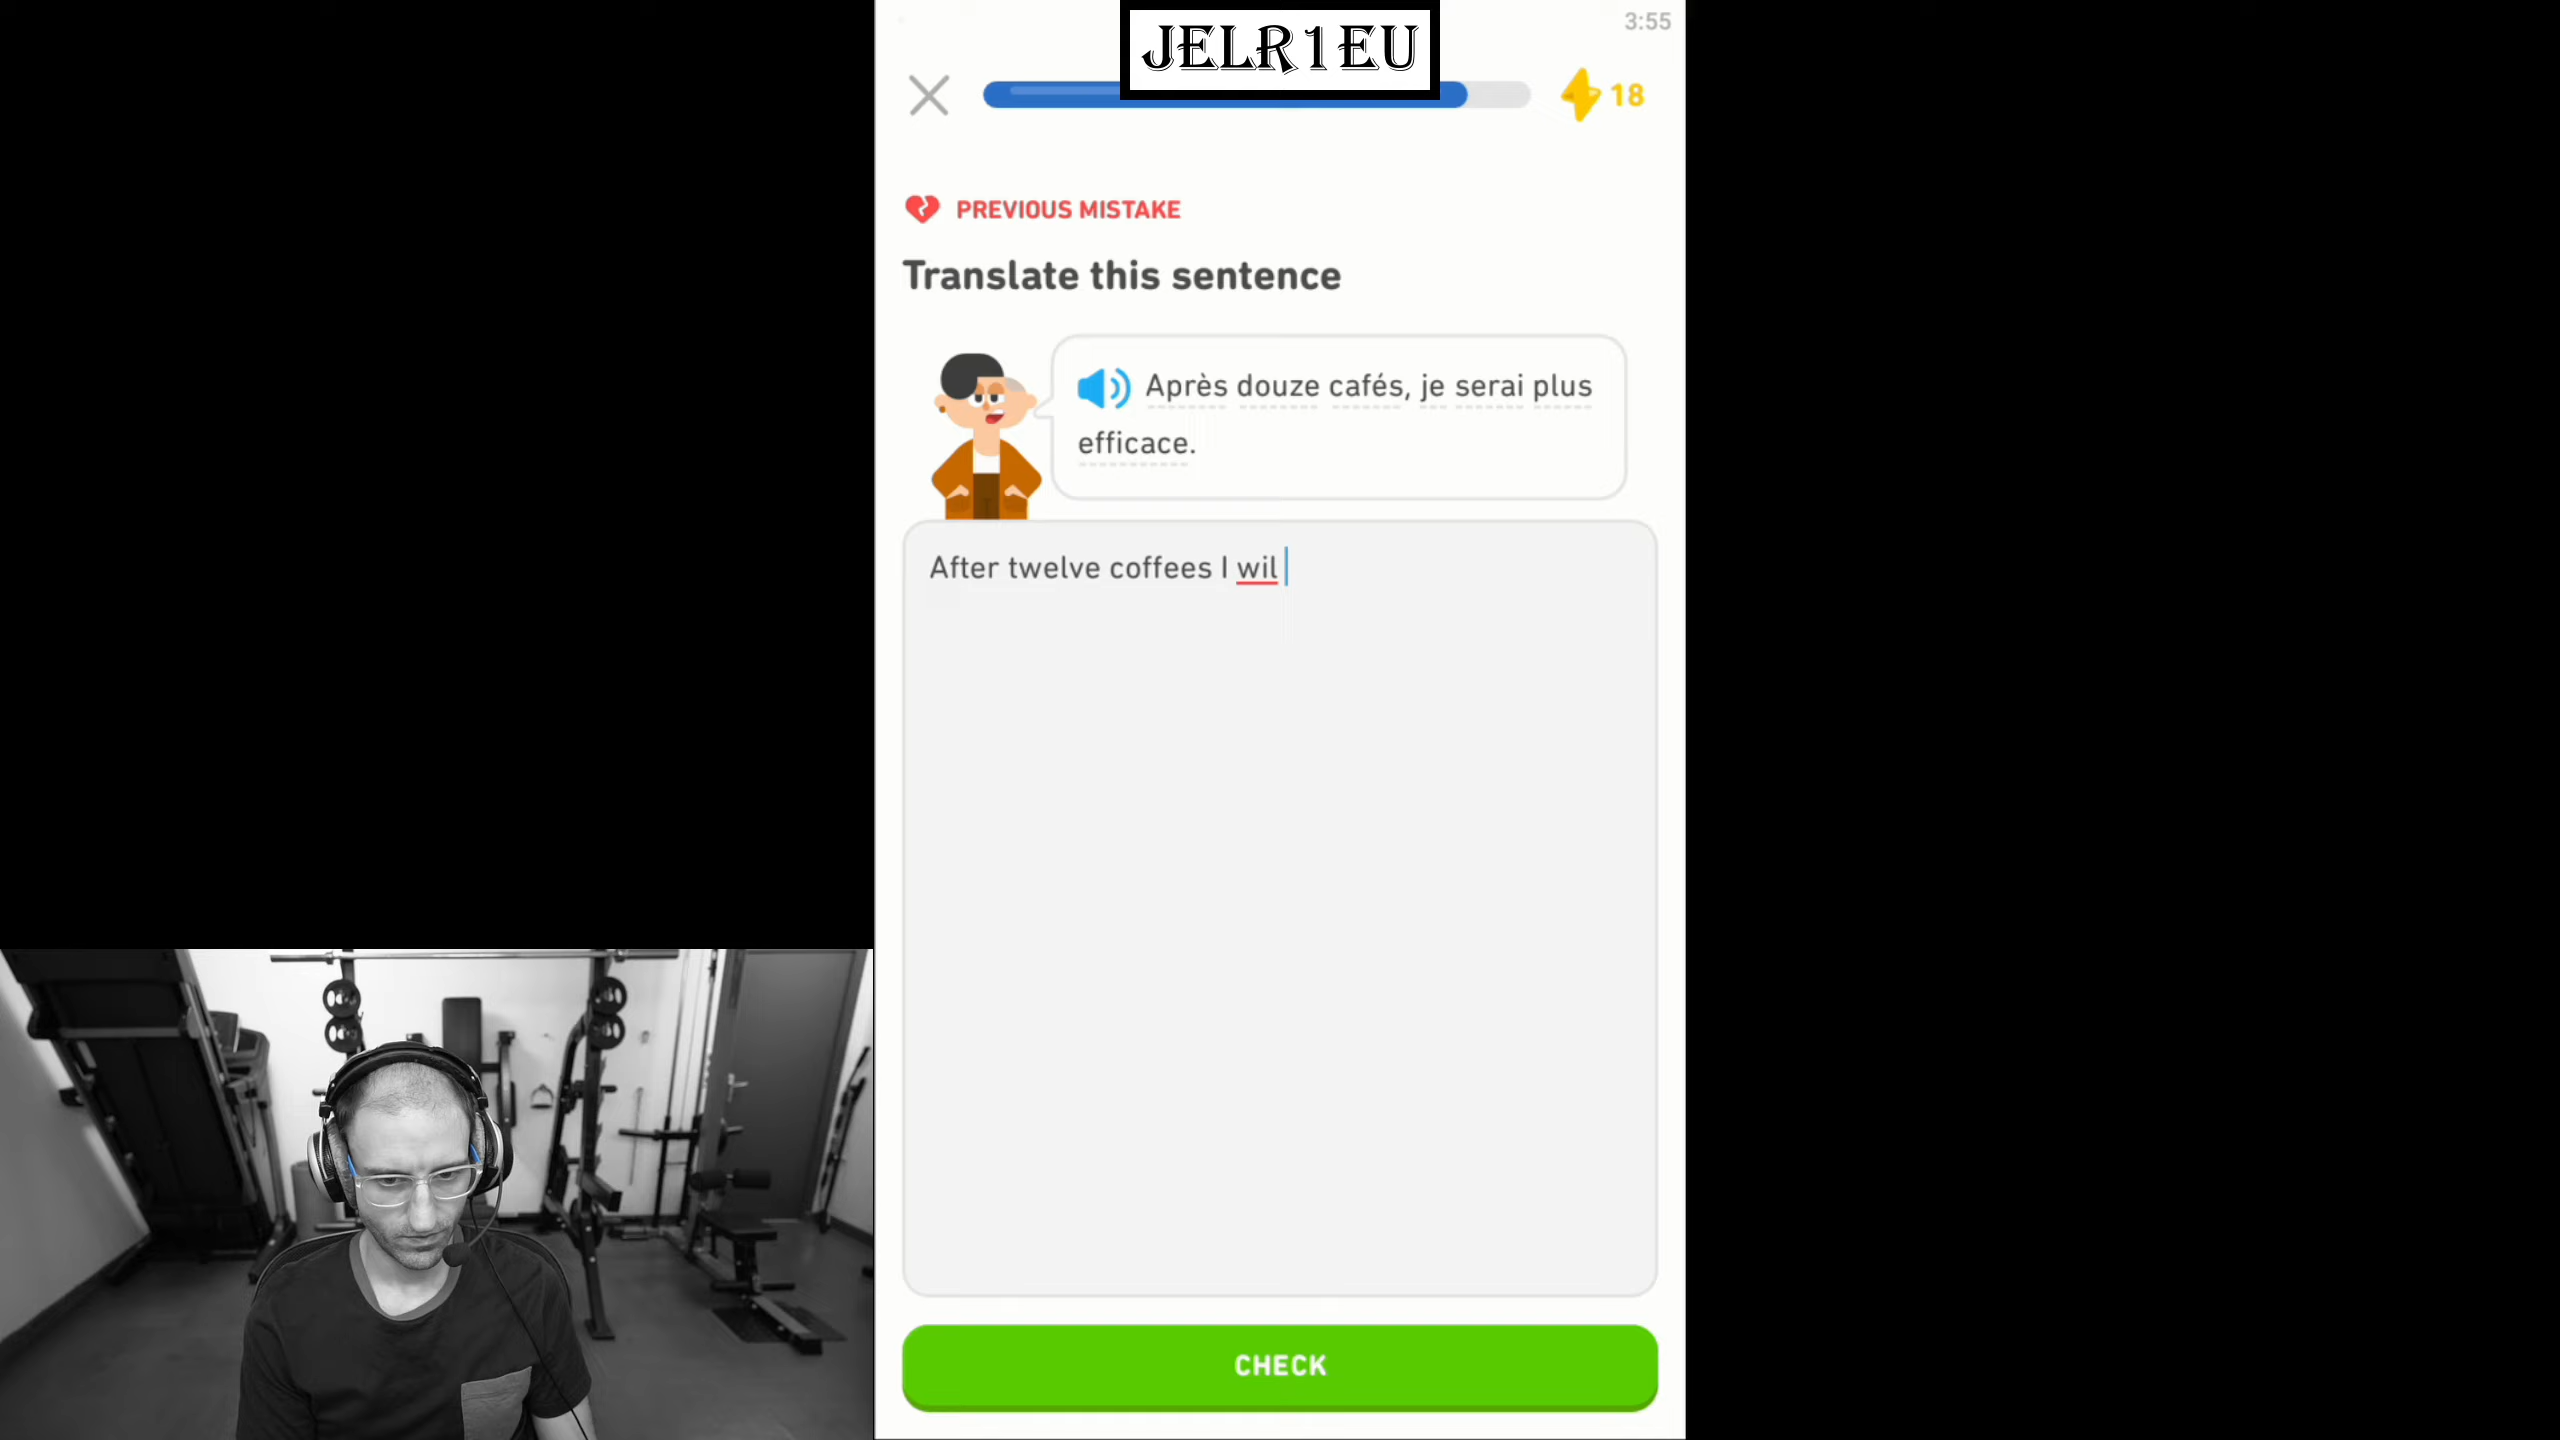 JELR1EU
3:55
18
PREVIOUS MISTAKE
Translate this sentence
Après douze cafés, je serai plus
efficace.
After twelve coffees I wil
CHECK